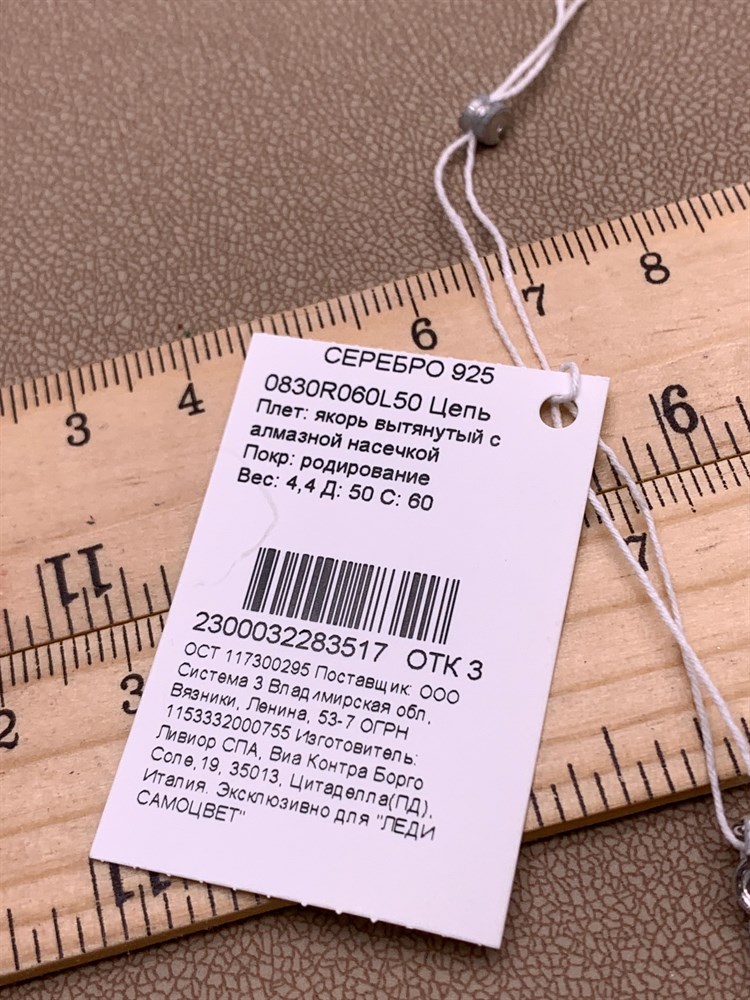 СЕРЕБРО 925
0830R060L50 Цепь
Плет: якорь вытянутый с
алмазной насечкой
Покр: родирование
Вес: 4,4 Д: 50 С: 60
2300032283517 ОТК 3
ОСТ 117300295 Поставщик: ООО
Система 3 Владимирская обл,
Вязники, Ленина, 53-7 ОГРН
1153332000755 Изготовитель:
Ливиор СПА, Виа Контра Борго
Соле,19, 35013, Цитаделла(ПД),
Италия. Эксклюзивно для "ЛЕДИ
САМОЦВЕТ"
3 4 6 7 8
6
7
11
2 3
11